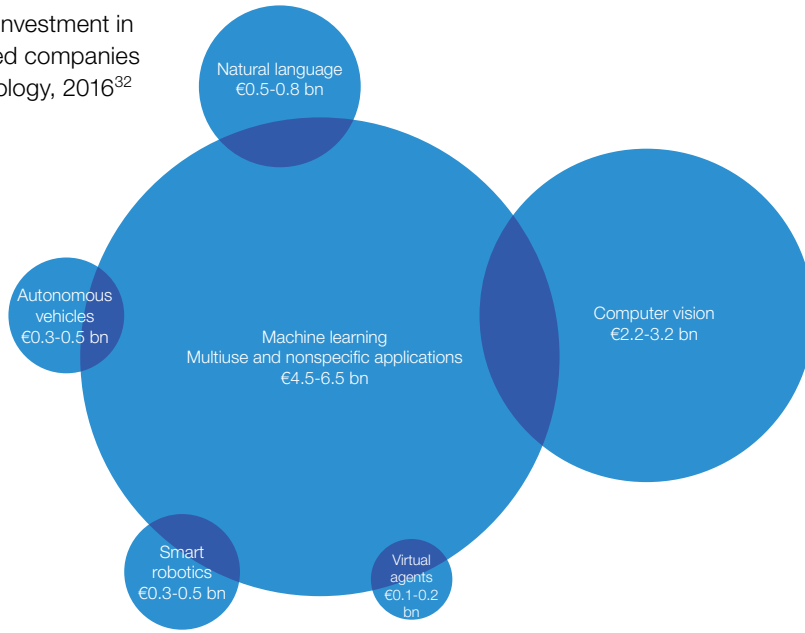 nvestment in
ed companies
ology, 2016³²
Natural language
€0.5-0.8 bn
Autonomous
vehicles
€0.3-0.5 bn
Machine learning
Multiuse and nonspecific applications
€4.5-6.5 bn
Computer vision
€2.2-3.2 bn
Smart
robotics
€0.3-0.5 bn
Virtual
agents
€0.1-0.2
bn